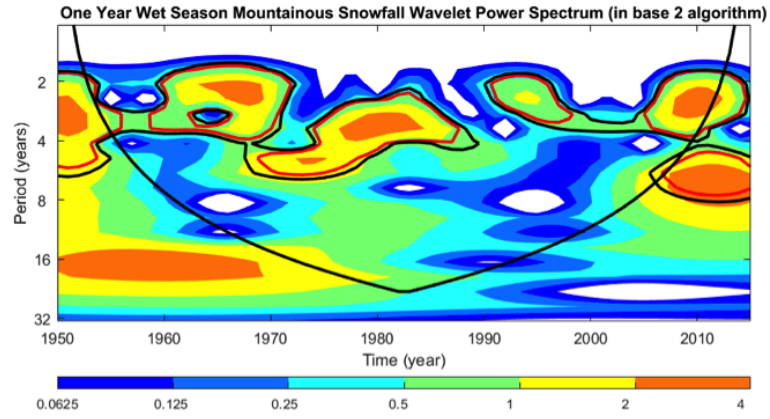 One Year Wet Season Mountainous Snowfall Wavelet Power Spectrum (in base 2 algorithm)
Period (years)
2
4
8
16
32
1950 1960 1970 1980 1990 2000 2010
Time (year)
0.0625 0.125 0.25 0.5 1 2 4